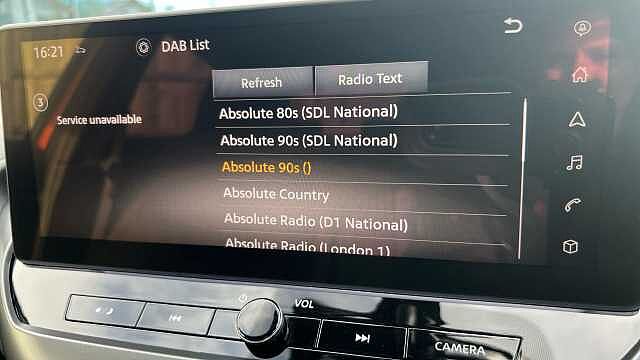 16:21
DAB List
Refresh
Radio Text
3
Service unavailable
Absolute 80s (SDL National)
Absolute 90s (SDL National)
Absolute 90s ()
Absolute Country
Absolute Radio (D1 National)
Absolute Radio (London 1)
VOL
CAMERA